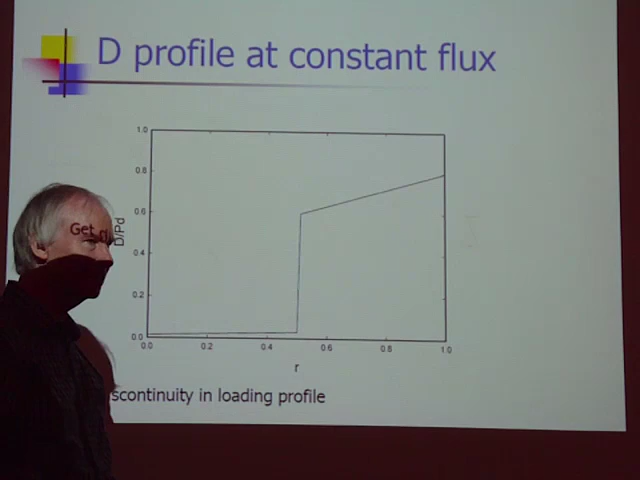 D profile at constant flux
1.0
0.8
0.6
0.4
0.2
0.0
D/Pd
0.0 0.2 0.4 0.6 0.8 1.0
r
Get
scontinuity in loading profile